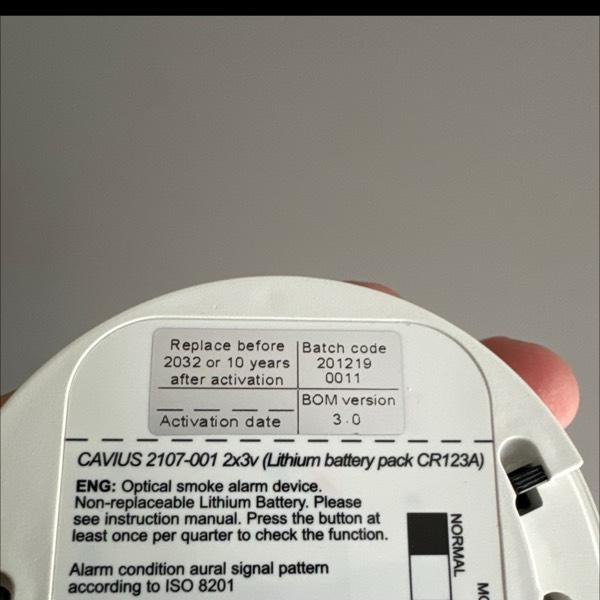 Replace before
2032 or 10 years
after activation
Activation date
Batch code
201219
0011
BOM version
3.0
CAVIUS 2107-001 2x3v (Lithium battery pack CR123A)
ENG: Optical smoke alarm device.
Non-replaceable Lithium Battery. Please
see instruction manual. Press the button at
least once per quarter to check the function.
Alarm condition aural signal pattern
according to ISO 8201
NORMAL